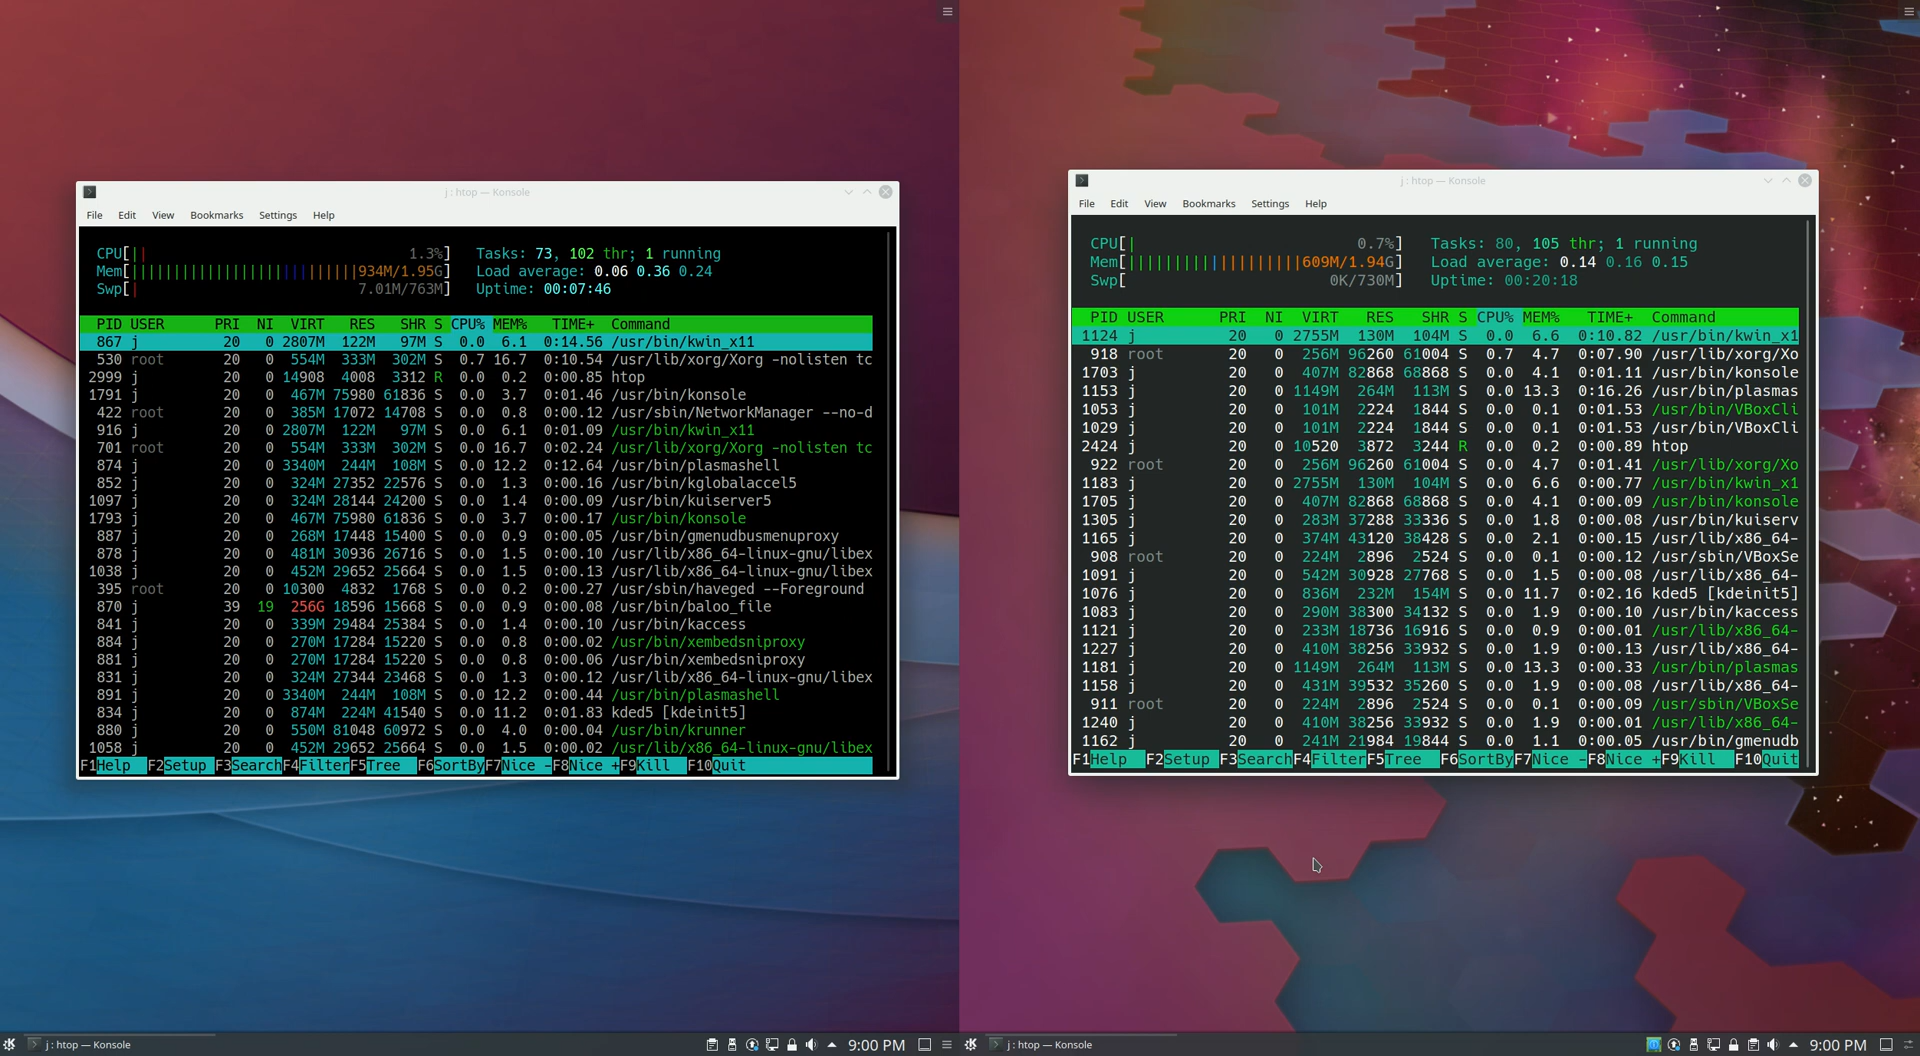 j : htop — Konsole
File Edit View Bookmarks Settings Help
CPU[|| 1.3%] Tasks: 73, 102 thr; 1 running
Mem[|||||||||||||||||||||||||||934M/1.95G] Load average: 0.06 0.36 0.24
Swp[| 7.01M/763M] Uptime: 00:07:46
PID USER PRI NI VIRT RES SHR S CPU% MEM% TIME+ Command
867 j 20 0 2807M 122M 97M S 0.0 6.1 0:14.56 /usr/bin/kwin_x11
530 root 20 0 554M 333M 302M S 0.7 16.7 0:10.54 /usr/lib/xorg/Xorg -nolisten tc
2999 j 20 0 14908 4008 3312 R 0.0 0.2 0:00.85 htop
1791 j 20 0 467M 75980 61836 S 0.0 3.7 0:01.46 /usr/bin/konsole
422 root 20 0 385M 17072 14708 S 0.0 0.8 0:00.12 /usr/sbin/NetworkManager --no-d
916 j 20 0 2807M 122M 97M S 0.0 6.1 0:01.09 /usr/bin/kwin_x11
701 root 20 0 554M 333M 302M S 0.0 16.7 0:02.24 /usr/lib/xorg/Xorg -nolisten tc
874 j 20 0 3340M 244M 108M S 0.0 12.2 0:12.64 /usr/bin/plasmashell
852 j 20 0 324M 27352 22576 S 0.0 1.3 0:00.16 /usr/bin/kglobalaccel5
1097 j 20 0 324M 28144 24200 S 0.0 1.4 0:00.09 /usr/bin/kuiserver5
1793 j 20 0 467M 75980 61836 S 0.0 3.7 0:00.17 /usr/bin/konsole
887 j 20 0 268M 17448 15400 S 0.0 0.9 0:00.05 /usr/bin/gmenudbusmenuproxy
878 j 20 0 481M 30936 26716 S 0.0 1.5 0:00.10 /usr/lib/x86_64-linux-gnu/libex
1038 j 20 0 452M 29652 25664 S 0.0 1.5 0:00.13 /usr/lib/x86_64-linux-gnu/libex
395 root 20 0 10300 4832 1768 S 0.0 0.2 0:00.27 /usr/sbin/haveged --Foreground
870 j 39 19 256G 18596 15668 S 0.0 0.9 0:00.08 /usr/bin/baloo_file
841 j 20 0 339M 29484 25384 S 0.0 1.4 0:00.10 /usr/bin/kaccess
884 j 20 0 270M 17284 15220 S 0.0 0.8 0:00.02 /usr/bin/xembedsniproxy
881 j 20 0 270M 17284 15220 S 0.0 0.8 0:00.06 /usr/bin/xembedsniproxy
831 j 20 0 324M 27344 23468 S 0.0 1.3 0:00.12 /usr/lib/x86_64-linux-gnu/libex
891 j 20 0 3340M 244M 108M S 0.0 12.2 0:00.44 /usr/bin/plasmashell
834 j 20 0 874M 224M 41540 S 0.0 11.2 0:01.83 kded5 [kdeinit5]
880 j 20 0 550M 81048 60972 S 0.0 4.0 0:00.04 /usr/bin/krunner
1058 j 20 0 452M 29652 25664 S 0.0 1.5 0:00.02 /usr/lib/x86_64-linux-gnu/libex
F1Help F2Setup F3SearchF4FilterF5Tree F6SortByF7Nice -F8Nice +F9Kill F10Quit
j : htop — Konsole 9:00 PM
j : htop — Konsole
File Edit View Bookmarks Settings Help
CPU[| 0.7%] Tasks: 80, 105 thr; 1 running
Mem[||||||||||||||||||||609M/1.94G] Load average: 0.14 0.16 0.15
Swp[ 0K/730M] Uptime: 00:20:18
PID USER PRI NI VIRT RES SHR S CPU% MEM% TIME+ Command
1124 j 20 0 2755M 130M 104M S 0.0 6.6 0:10.82 /usr/bin/kwin_x1
918 root 20 0 256M 96260 61004 S 0.7 4.7 0:07.90 /usr/lib/xorg/Xo
1703 j 20 0 407M 82868 68868 S 0.0 4.1 0:01.11 /usr/bin/konsole
1153 j 20 0 1149M 264M 113M S 0.0 13.3 0:16.26 /usr/bin/plasmas
1053 j 20 0 101M 2224 1844 S 0.0 0.1 0:01.53 /usr/bin/VBoxCli
1029 j 20 0 101M 2224 1844 S 0.0 0.1 0:01.53 /usr/bin/VBoxCli
2424 j 20 0 10520 3872 3244 R 0.0 0.2 0:00.89 htop
922 root 20 0 256M 96260 61004 S 0.0 4.7 0:01.41 /usr/lib/xorg/Xo
1183 j 20 0 2755M 130M 104M S 0.0 6.6 0:00.77 /usr/bin/kwin_x1
1705 j 20 0 407M 82868 68868 S 0.0 4.1 0:00.09 /usr/bin/konsole
1305 j 20 0 283M 37288 33336 S 0.0 1.8 0:00.08 /usr/bin/kuiserv
1165 j 20 0 374M 43120 38428 S 0.0 2.1 0:00.15 /usr/lib/x86_64-
908 root 20 0 224M 2896 2524 S 0.0 0.1 0:00.12 /usr/sbin/VBoxSe
1091 j 20 0 542M 30928 27768 S 0.0 1.5 0:00.08 /usr/lib/x86_64-
1076 j 20 0 836M 232M 154M S 0.0 11.7 0:02.16 kded5 [kdeinit5]
1083 j 20 0 290M 38300 34132 S 0.0 1.9 0:00.10 /usr/bin/kaccess
1121 j 20 0 233M 18736 16916 S 0.0 0.9 0:00.01 /usr/lib/x86_64-
1227 j 20 0 410M 38256 33932 S 0.0 1.9 0:00.13 /usr/lib/x86_64-
1181 j 20 0 1149M 264M 113M S 0.0 13.3 0:00.33 /usr/bin/plasmas
1158 j 20 0 431M 39532 35260 S 0.0 1.9 0:00.08 /usr/lib/x86_64-
911 root 20 0 224M 2896 2524 S 0.0 0.1 0:00.09 /usr/sbin/VBoxSe
1240 j 20 0 410M 38256 33932 S 0.0 1.9 0:00.01 /usr/lib/x86_64-
1162 j 20 0 241M 21984 19844 S 0.0 1.1 0:00.05 /usr/bin/gmenudb
F1Help F2Setup F3SearchF4FilterF5Tree F6SortByF7Nice -F8Nice +F9Kill F10Quit
j : htop — Konsole 9:00 PM